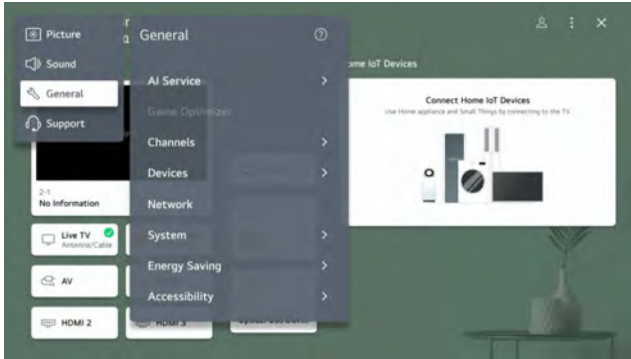 Picture
Sound
General
Support
General
AI Service
Game Optimizer
Channels
Devices
Network
System
Energy Saving
Accessibility
ome IoT Devices
Connect Home IoT Devices
Use Home appliance and Small Things by connecting to the TV.
2-1
No Information
Live TV
Antenna/Cable
AV
HDMI 2
HDMI 3